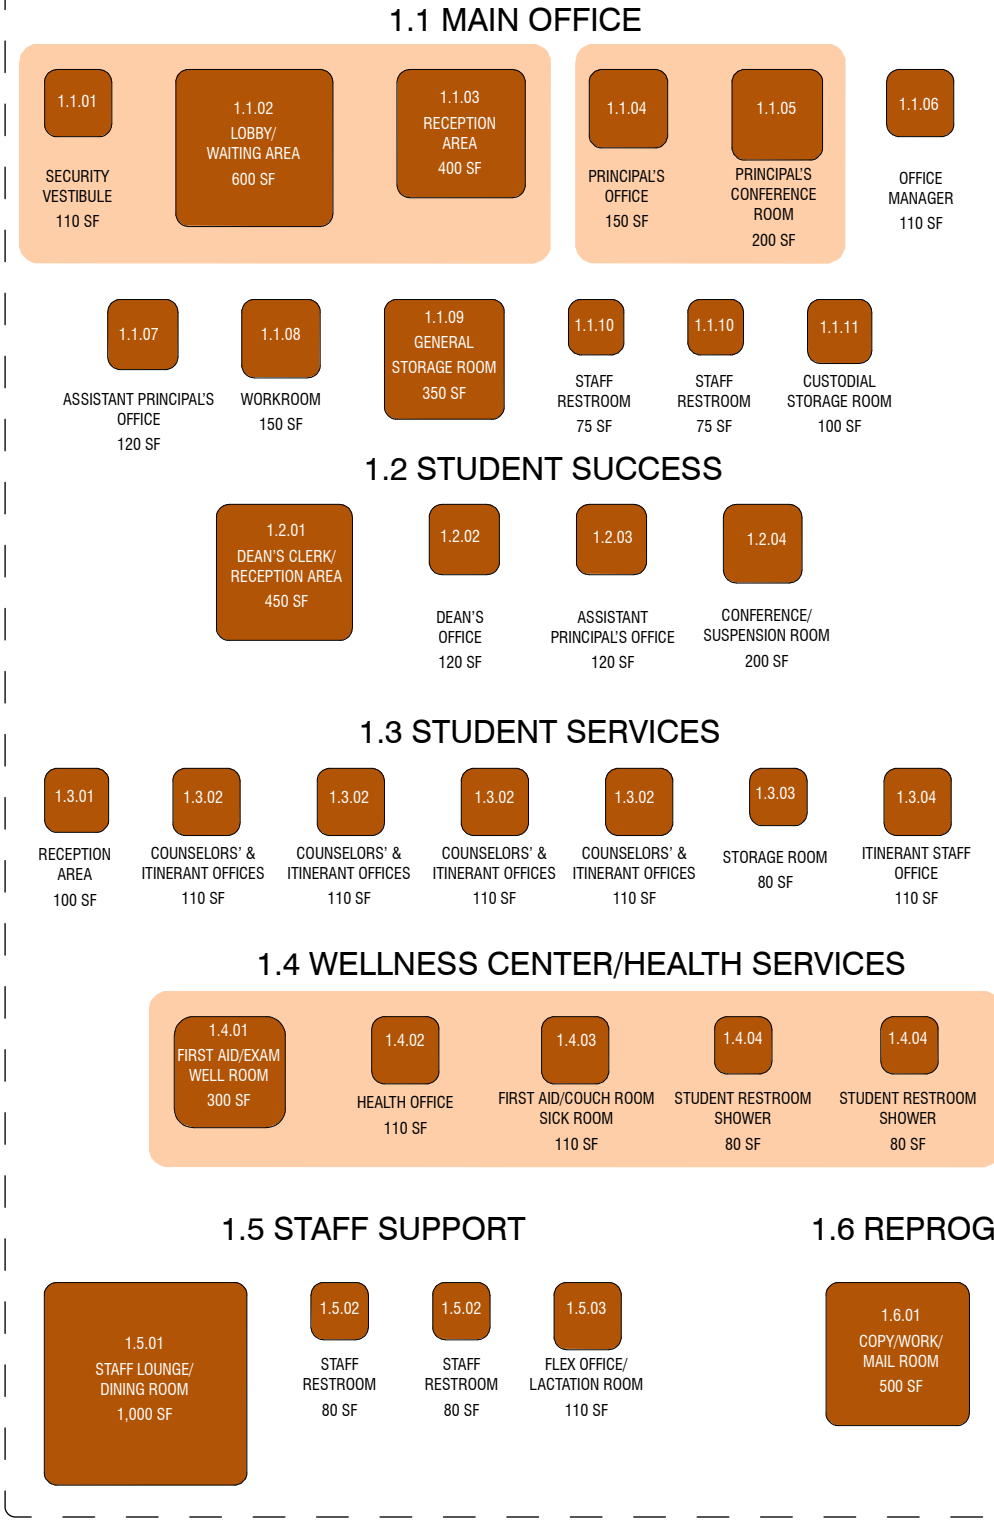 1.1 MAIN OFFICE
1.1.01
SECURITY
VESTIBULE
110 SF
1.1.02
LOBBY/
WAITING AREA
600 SF
1.1.03
RECEPTION
AREA
400 SF
1.1.04
PRINCIPAL'S
OFFICE
150 SF
1.1.05
PRINCIPAL'S
CONFERENCE
ROOM
200 SF
1.1.06
OFFICE
MANAGER
110 SF
1.1.07
ASSISTANT PRINCIPAL'S
OFFICE
120 SF
1.1.08
WORKROOM
150 SF
1.1.09
GENERAL
STORAGE ROOM
350 SF
1.1.10
STAFF
RESTROOM
75 SF
1.1.10
STAFF
RESTROOM
75 SF
1.1.11
CUSTODIAL
STORAGE ROOM
100 SF
1.2 STUDENT SUCCESS
1.2.01
DEAN'S CLERK/
RECEPTION AREA
450 SF
1.2.02
DEAN'S
OFFICE
120 SF
1.2.03
ASSISTANT
PRINCIPAL'S OFFICE
120 SF
1.2.04
CONFERENCE/
SUSPENSION ROOM
200 SF
1.3 STUDENT SERVICES
1.3.01
RECEPTION
AREA
100 SF
1.3.02
COUNSELORS' &
ITINERANT OFFICES
110 SF
1.3.02
COUNSELORS' &
ITINERANT OFFICES
110 SF
1.3.02
COUNSELORS' &
ITINERANT OFFICES
110 SF
1.3.02
COUNSELORS' &
ITINERANT OFFICES
110 SF
1.3.03
STORAGE ROOM
80 SF
1.3.04
ITINERANT STAFF
OFFICE
110 SF
1.4 WELLNESS CENTER/HEALTH SERVICES
1.4.01
FIRST AID/EXAM
WELL ROOM
300 SF
1.4.02
HEALTH OFFICE
110 SF
1.4.03
FIRST AID/COUCH ROOM
SICK ROOM
110 SF
1.4.04
STUDENT RESTROOM
SHOWER
80 SF
1.4.04
STUDENT RESTROOM
SHOWER
80 SF
1.5 STAFF SUPPORT
1.5.01
STAFF LOUNGE/
DINING ROOM
1,000 SF
1.5.02
STAFF
RESTROOM
80 SF
1.5.02
STAFF
RESTROOM
80 SF
1.5.03
FLEX OFFICE/
LACTATION ROOM
110 SF
1.6 REPROG
1.6.01
COPY/WORK/
MAIL ROOM
500 SF